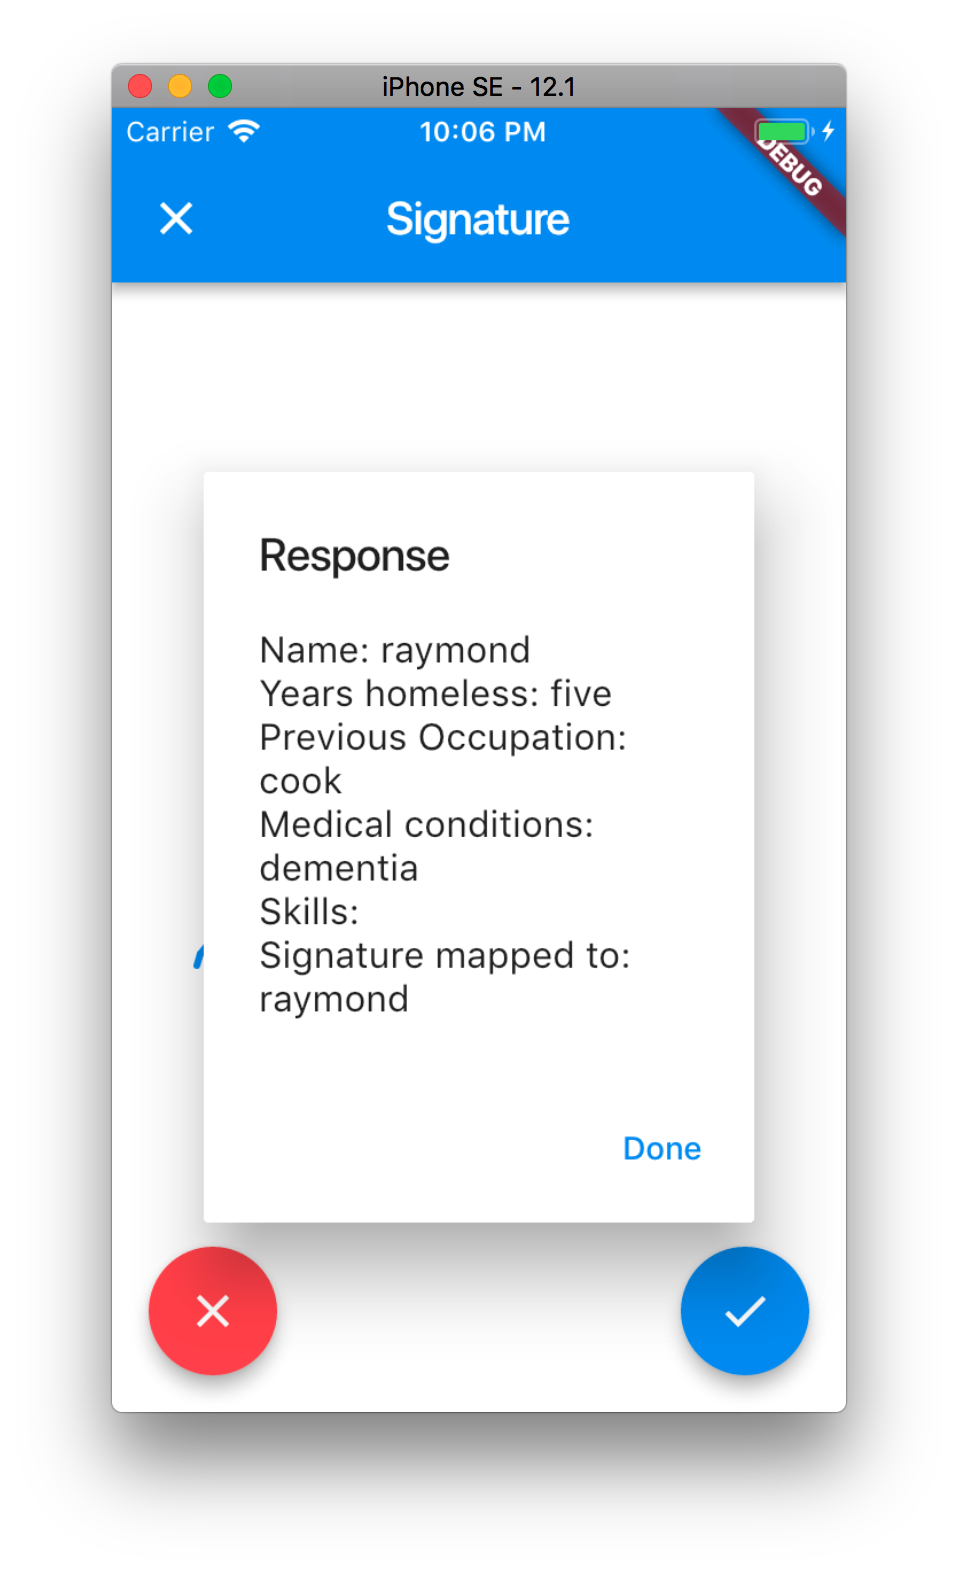 iPhone SE - 12.1
Carrier 10:06 PM
DEBUG
Signature
Response
Name: raymond
Years homeless: five
Previous Occupation:
cook
Medical conditions:
dementia
Skills:
Signature mapped to:
raymond
Done